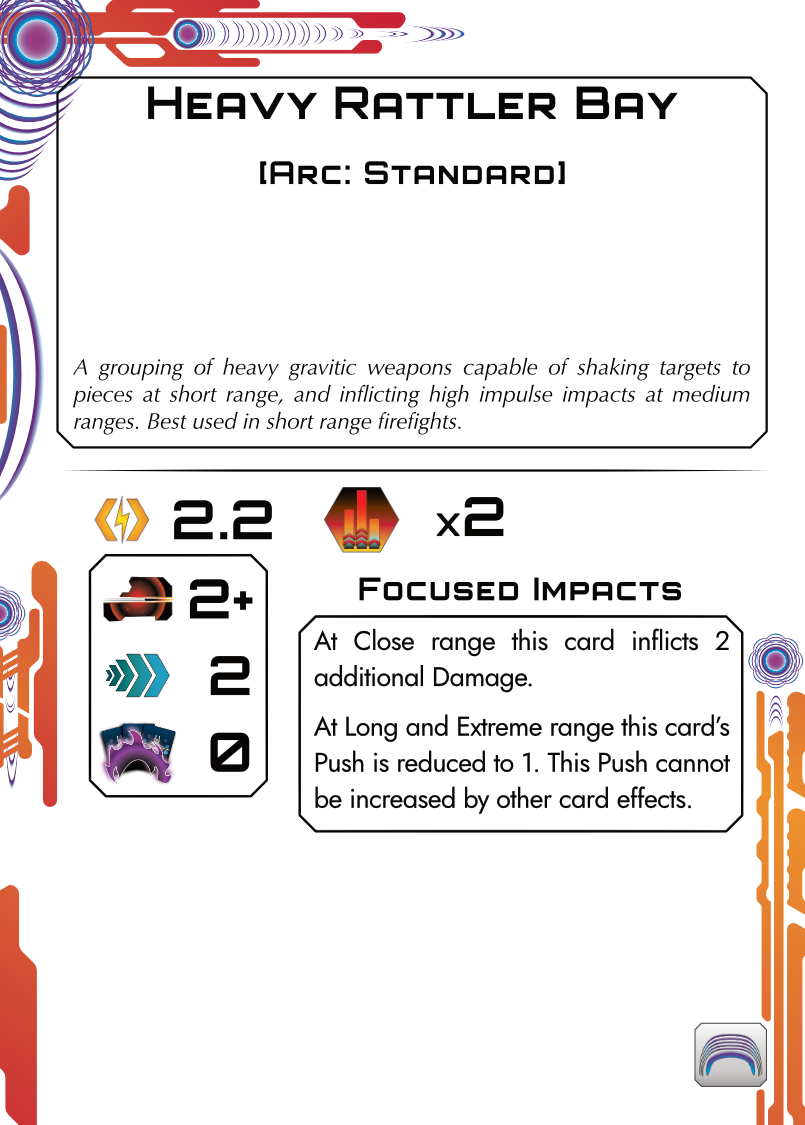 Heavy Rattler Bay
[Arc: Standard]
A grouping of heavy gravitic weapons capable of shaking targets to
pieces at short range, and inflicting high impulse impacts at medium
ranges. Best used in short range firefights.
2.2
x2
2+
2
0
Focused Impacts
At Close range this card inflicts 2
additional Damage.
At Long and Extreme range this card’s
Push is reduced to 1. This Push cannot
be increased by other card effects.